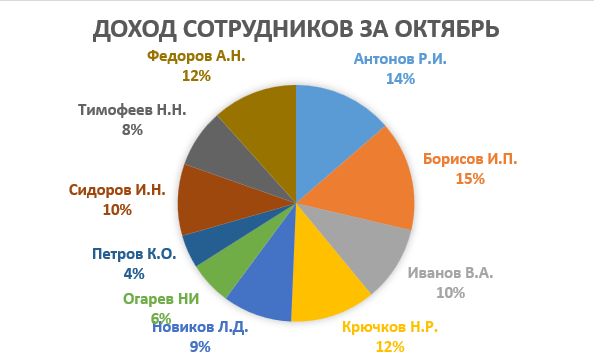 ДОХОД СОТРУДНИКОВ ЗА ОКТЯБРЬ
Федоров А.Н.
12%
Антонов Р.И.
14%
Тимофеев Н.Н.
8%
Борисов И.П.
15%
Сидоров И.Н.
10%
Петров К.О.
4%
Иванов В.А.
10%
Огарев НИ
6%
Новиков Л.Д.
9%
Крючков Н.Р.
12%